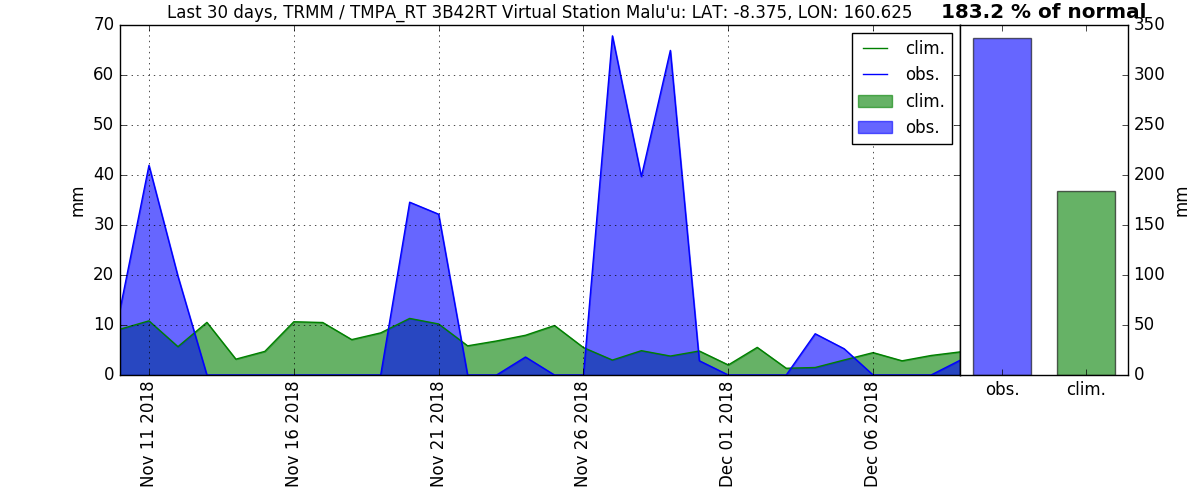 Last 30 days, TRMM / TMPA_RT 3B42RT Virtual Station Malu'u: LAT: -8.375, LON: 160.625
183.2 % of normal
70
60
50
40
30
20
10
0
mm
clim.
obs.
clim.
obs.
Nov 11 2018
Nov 16 2018
Nov 21 2018
Nov 26 2018
Dec 01 2018
Dec 06 2018
350
300
250
200
150
100
50
0
mm
obs.
clim.